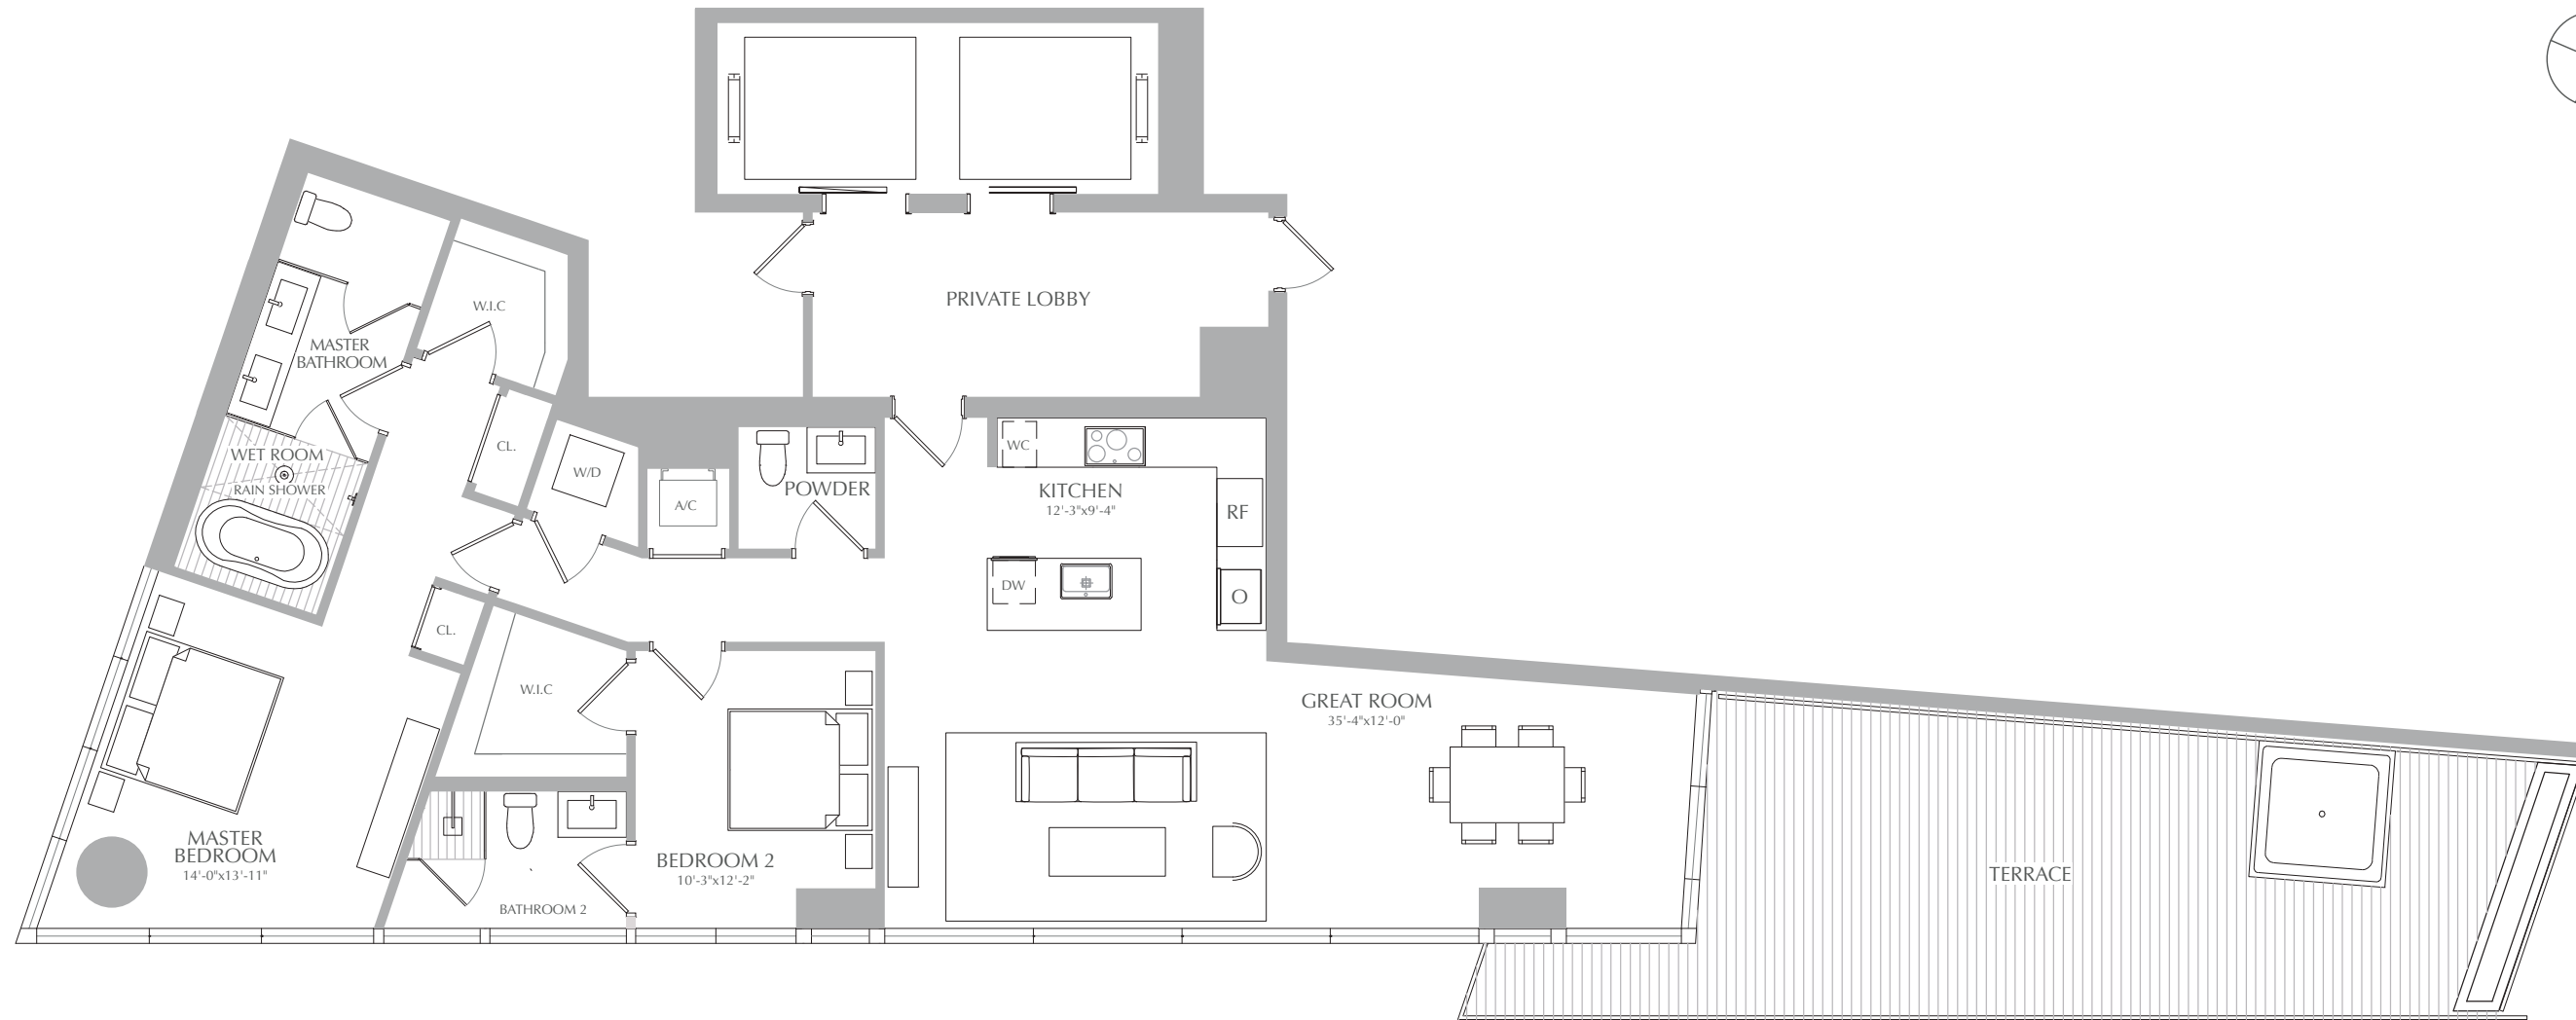 PRIVATE LOBBY
W.I.C
MASTER
BATHROOM
CL.
WET ROOM
RAIN SHOWER
W/D
A/C
POWDER
WC
KITCHEN
12'-3"x9'-4"
RF
DW
O
CL.
W.I.C
GREAT ROOM
35'-4"x12'-0"
MASTER
BEDROOM
14'-0"x13'-11"
BEDROOM 2
10'-3"x12'-2"
BATHROOM 2
TERRACE